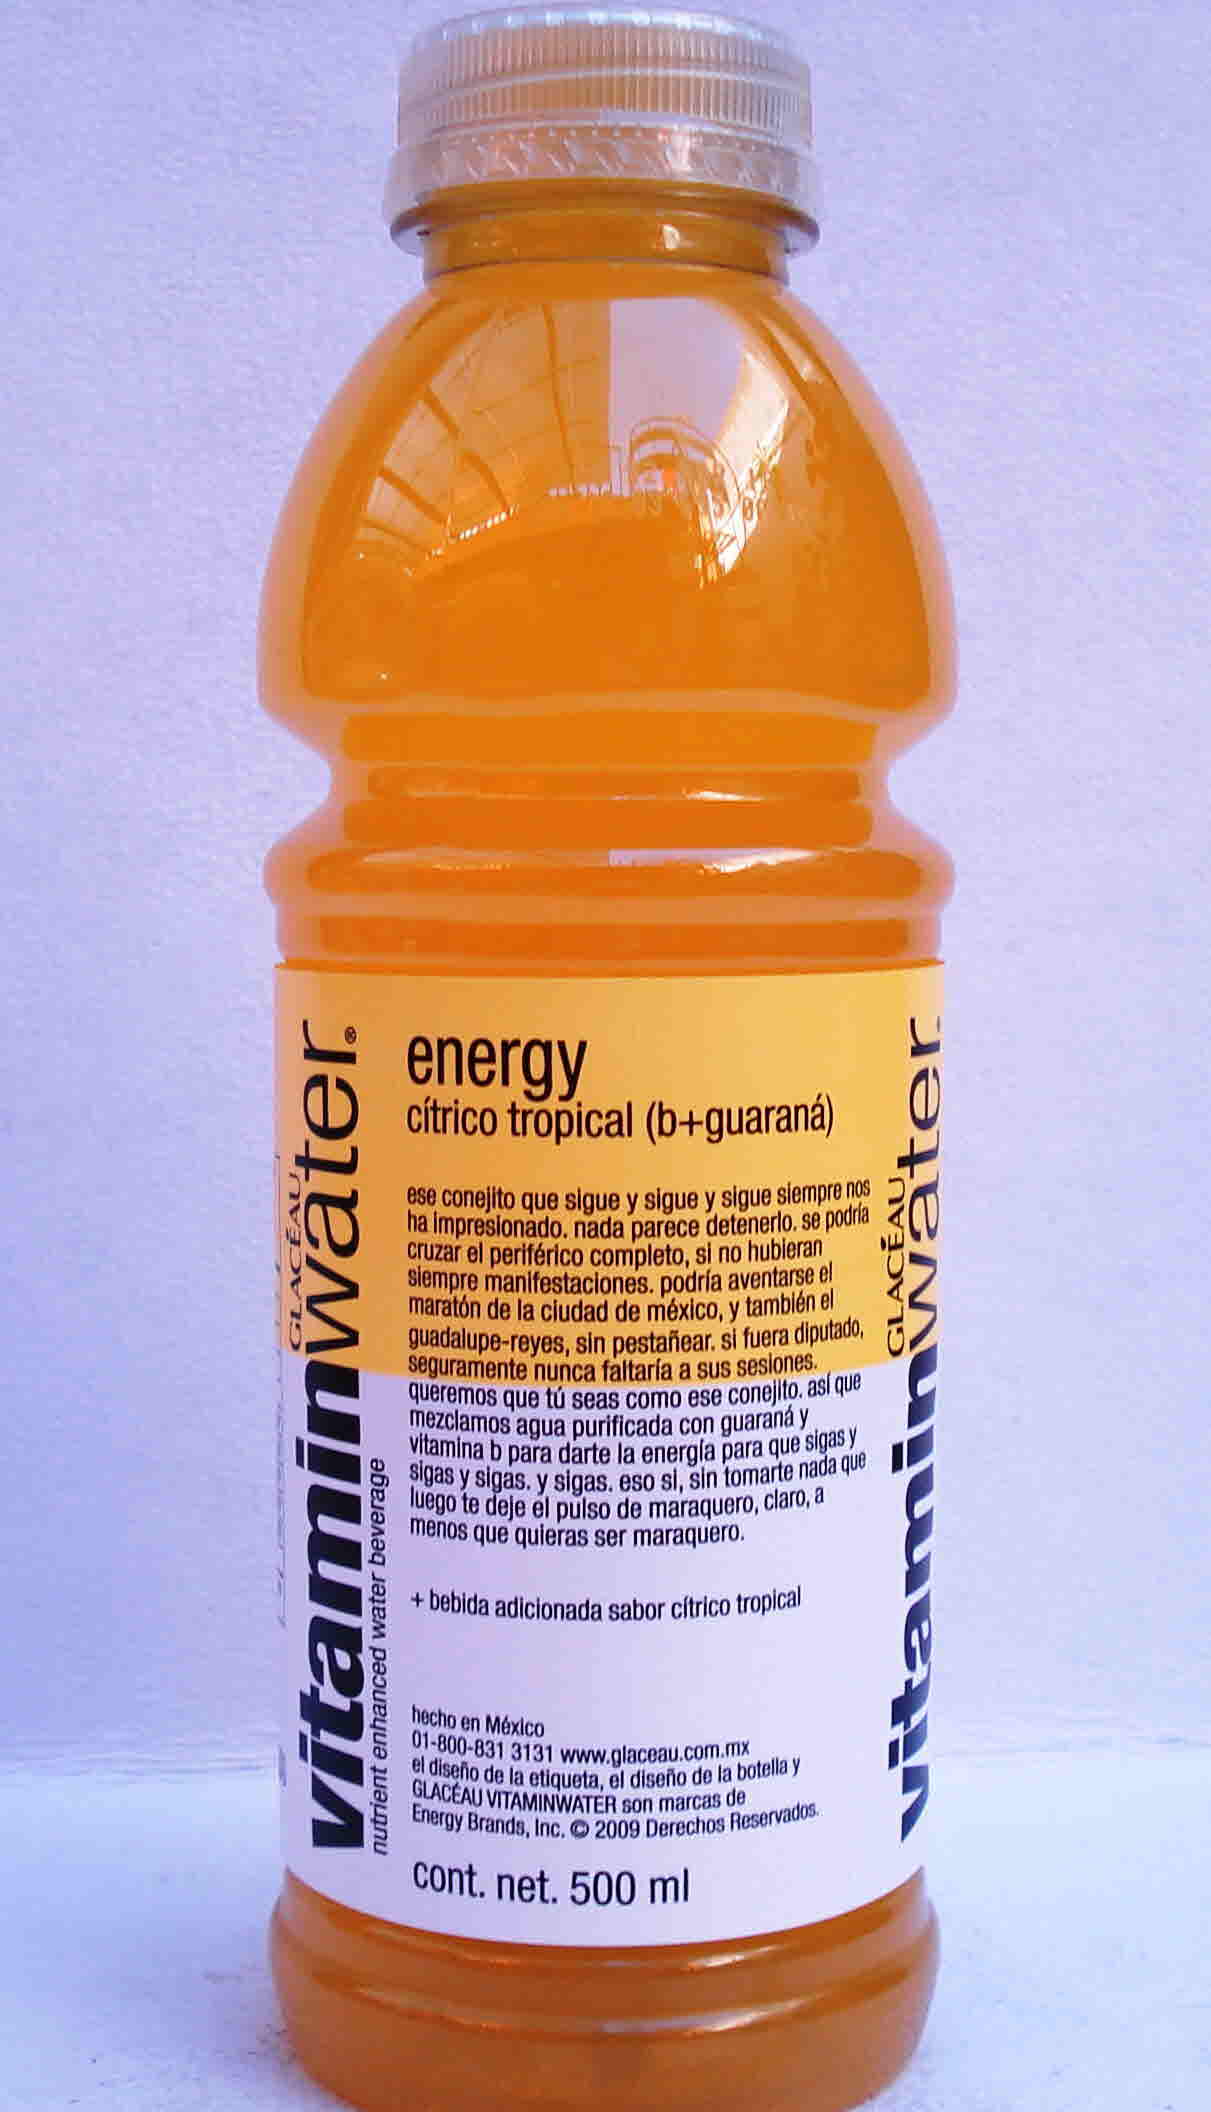 energy
cítrico tropical (b+guaraná)
ese conejito que sigue y sigue y sigue siempre nos
ha impresionado. nada parece detenerlo. se podría
cruzar el periférico completo, si no hubieran
siempre manifestaciones. podría aventarse el
maratón de la ciudad de méxico, y también el
guadalupe-reyes, sin pestañear. si fuera diputado,
seguramente nunca faltaría a sus sesiones.
queremos que tú seas como ese conejito. así que
mezclamos agua purificada con guaraná y
vitamina b para darte la energía para que sigas y
sigas y sigas. y sigas. eso si, sin tomarte nada que
luego te deje el pulso de maraquero, claro, a
menos que quieras ser maraquero.
+ bebida adicionada sabor cítrico tropical
hecho en México
01-800-831 3131 www.glaceau.com.mx
el diseño de la etiqueta, el diseño de la botella y
GLACÉAU VITAMINWATER son marcas de
Energy Brands, Inc. © 2009 Derechos Reservados.
cont. net. 500 ml
GLACÉAU
vitaminwater®
nutrient enhanced water beverage
GLACÉAU
vitaminwater